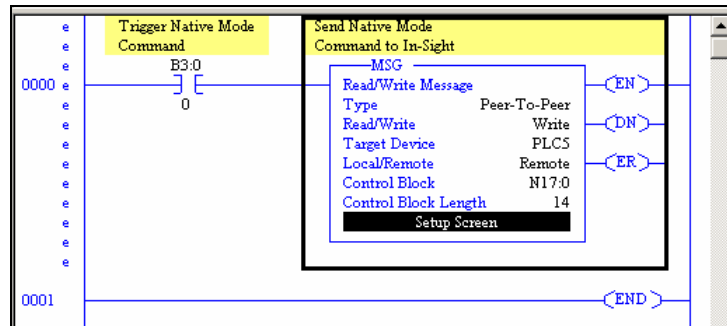 e Trigger Native Mode Send Native Mode
e Command Command to In-Sight
e B3:0 MSG
0000 e Read/Write Message EN
e 0 Type Peer-To-Peer
e Read/Write Write DN
e Target Device PLC5
e Local/Remote Remote ER
e Control Block N17:0
e Control Block Length 14
e Setup Screen
e
e
0001 END